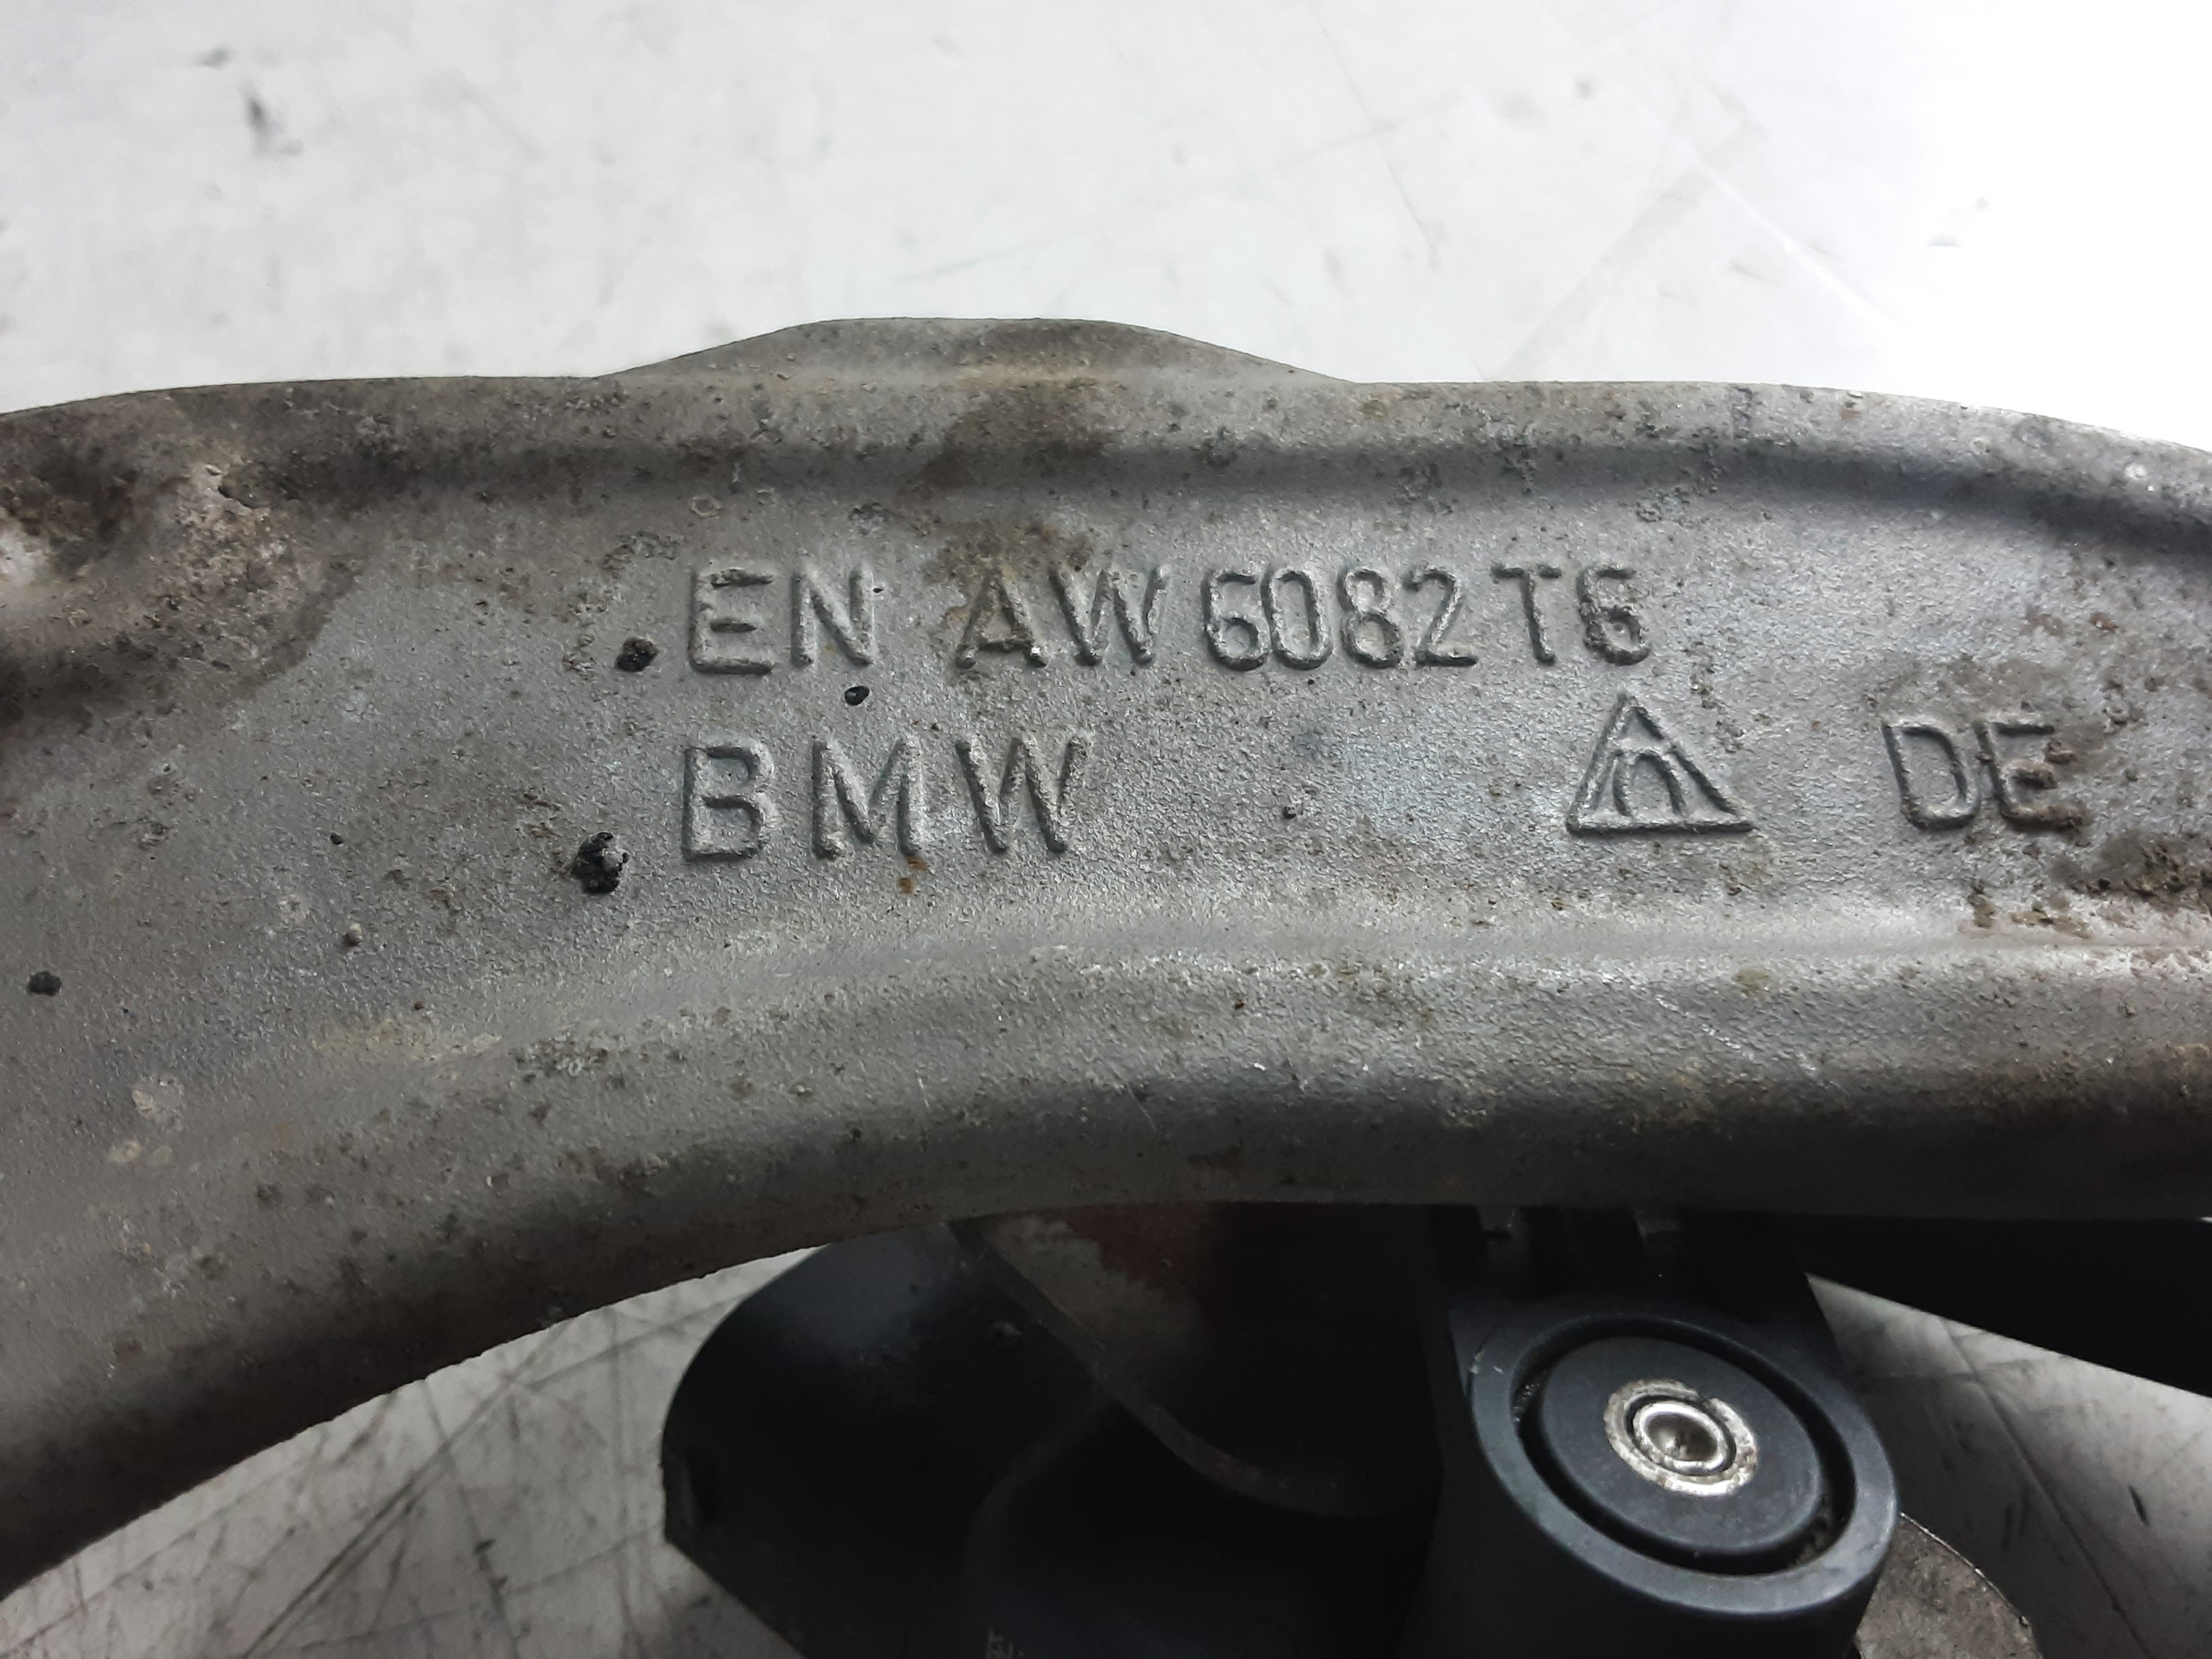 EN AW 6082 T6
BMW h DE